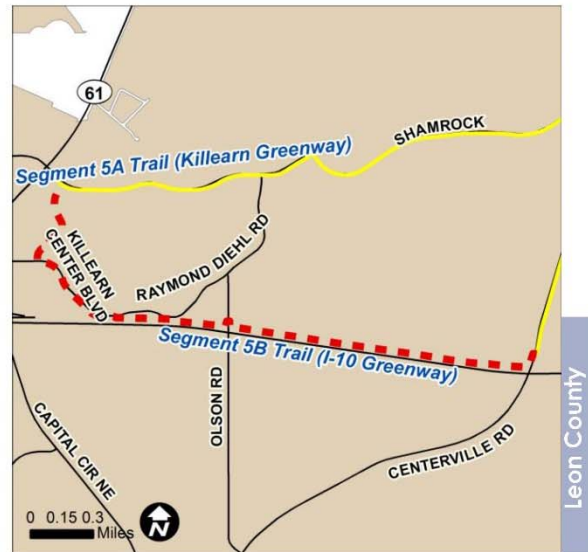 61
SHAMROCK
Segment 5A Trail (Killearn Greenway)
KILLEARN
CENTER BLVD
RAYMOND DIEHL RD
Segment 5B Trail (I-10 Greenway)
OLSON RD
CAPITAL CIR NE
CENTERVILLE RD
0 0.15 0.3
Miles
N
Leon County